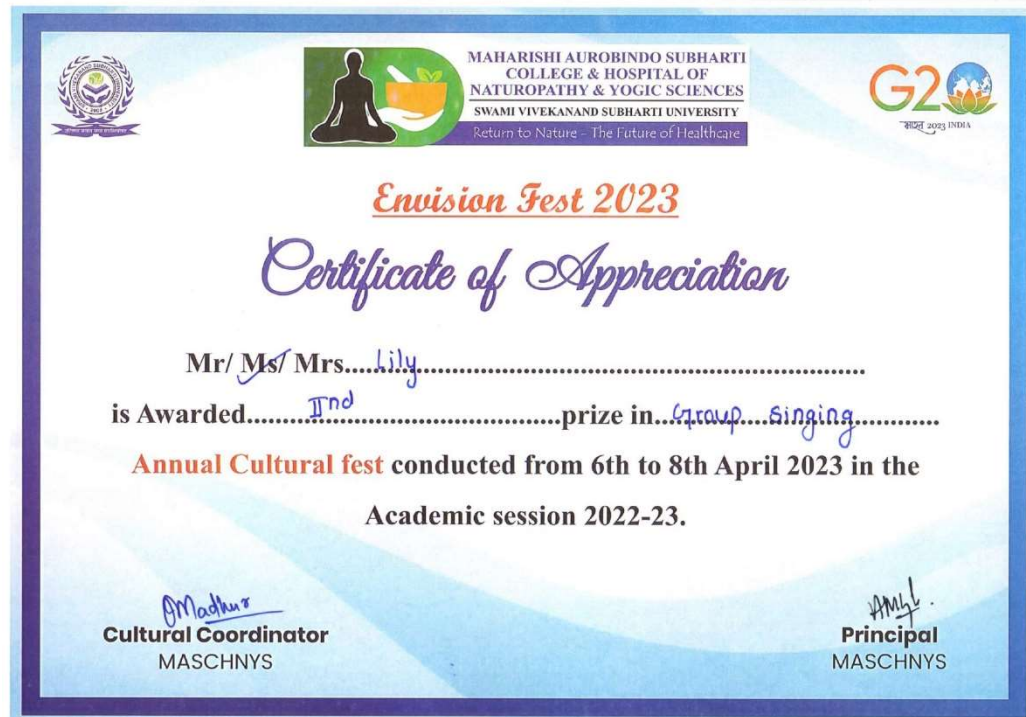 MAHARISHI AUROBINDO SUBHARTI
COLLEGE & HOSPITAL OF
NATUROPATHY & YOGIC SCIENCES
SWAMI VIVEKANAND SUBHARTI UNIVERSITY
Return to Nature - The Future of Healthcare
G20
भारत 2023 INDIA
Envision Fest 2023
Certificate of Appreciation
Mr/ Ms/ Mrs.....Lily.....
is Awarded.....IInd.....prize in...Group singing.....
Annual Cultural fest conducted from 6th to 8th April 2023 in the
Academic session 2022-23.
Madhur
Cultural Coordinator
MASCHNYS
Principal
MASCHNYS